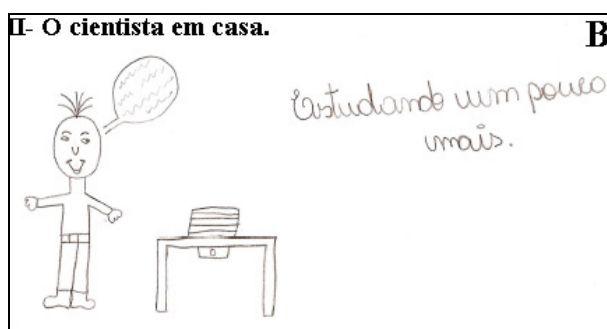 II- O cientista em casa.
B
Estudando um pouco
mais.